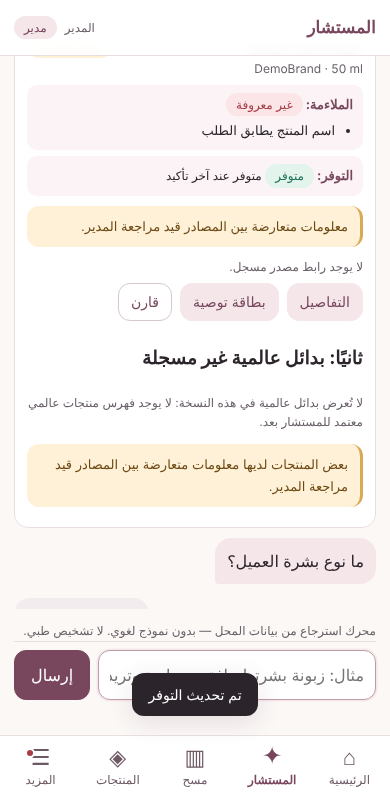 المستشار
المدير
مدير
DemoBrand · 50 ml
الملاءمة: غير معروفة
• اسم المنتج يطابق الطلب
التوفر: متوفر متوفر عند آخر تأكيد
معلومات متعارضة بين المصادر قيد مراجعة المدير.
لا يوجد رابط مصدر مسجل.
التفاصيل
بطاقة توصية
قارن
ثانيًا: بدائل عالمية غير مسجلة
لا تُعرض بدائل عالمية في هذه النسخة: لا يوجد فهرس منتجات عالمي
معتمد للمستشار بعد.
بعض المنتجات لديها معلومات متعارضة بين المصادر قيد
مراجعة المدير.
ما نوع بشرة العميل؟
محرك استرجاع من بيانات المحل — بدون نموذج لغوي. لا تشخيص طبي.
مثال: زبونة بشرتها
إرسال
تم تحديث التوفر
الرئيسية
المستشار
مسح
المنتجات
المزيد